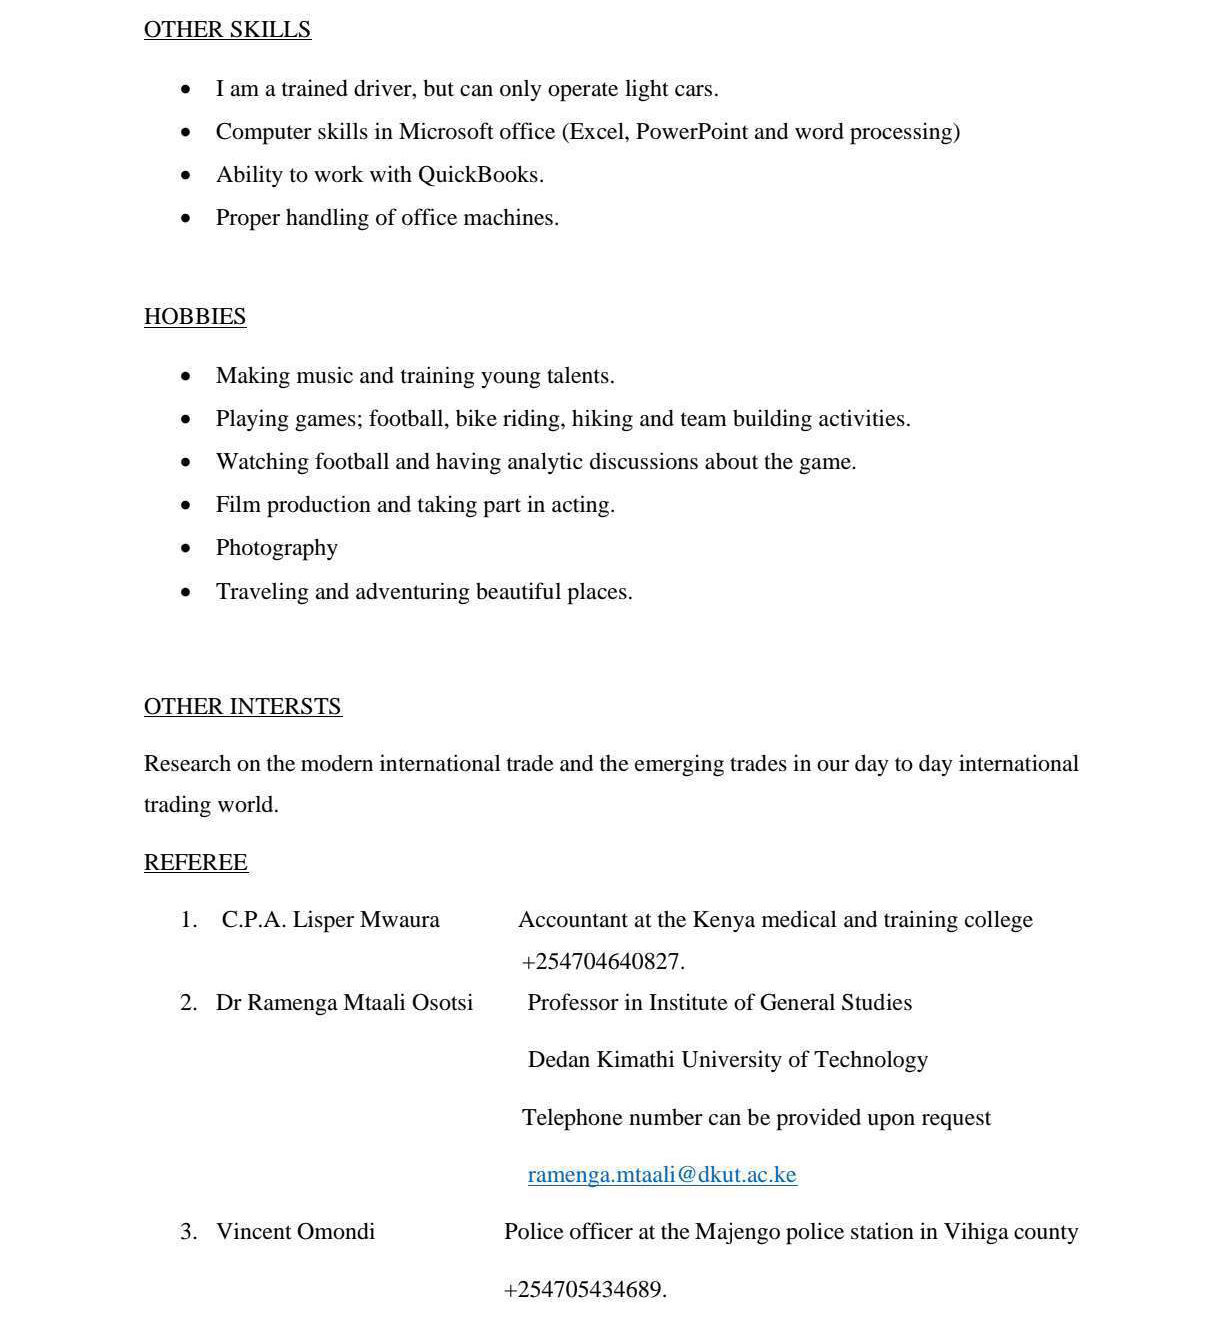 OTHER SKILLS
• I am a trained driver, but can only operate light cars.
• Computer skills in Microsoft office (Excel, PowerPoint and word processing)
• Ability to work with QuickBooks.
• Proper handling of office machines.
HOBBIES
• Making music and training young talents.
• Playing games; football, bike riding, hiking and team building activities.
• Watching football and having analytic discussions about the game.
• Film production and taking part in acting.
• Photography
• Traveling and adventuring beautiful places.
OTHER INTERSTS
Research on the modern international trade and the emerging trades in our day to day international
trading world.
REFEREE
1. C.P.A. Lisper Mwaura Accountant at the Kenya medical and training college
+254704640827.
2. Dr Ramenga Mtaali Osotsi Professor in Institute of General Studies
Dedan Kimathi University of Technology
Telephone number can be provided upon request
ramenga.mtaali@dkut.ac.ke
3. Vincent Omondi Police officer at the Majengo police station in Vihiga county
+254705434689.